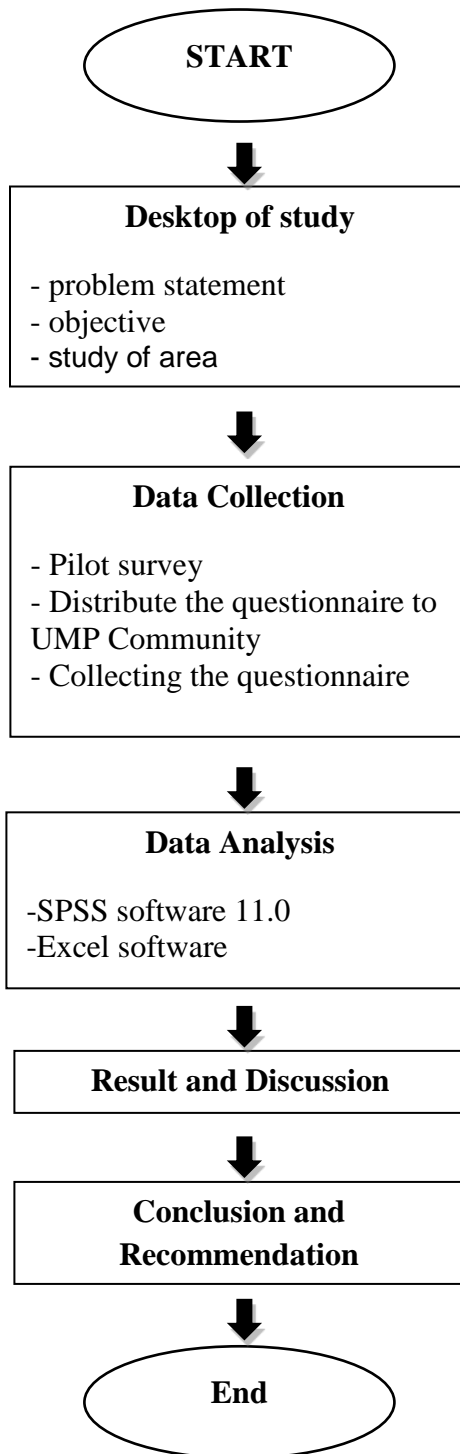 START
Desktop of study
- problem statement
- objective
- study of area
Data Collection
- Pilot survey
- Distribute the questionnaire to
UMP Community
- Collecting the questionnaire
Data Analysis
-SPSS software 11.0
-Excel software
Result and Discussion
Conclusion and
Recommendation
End